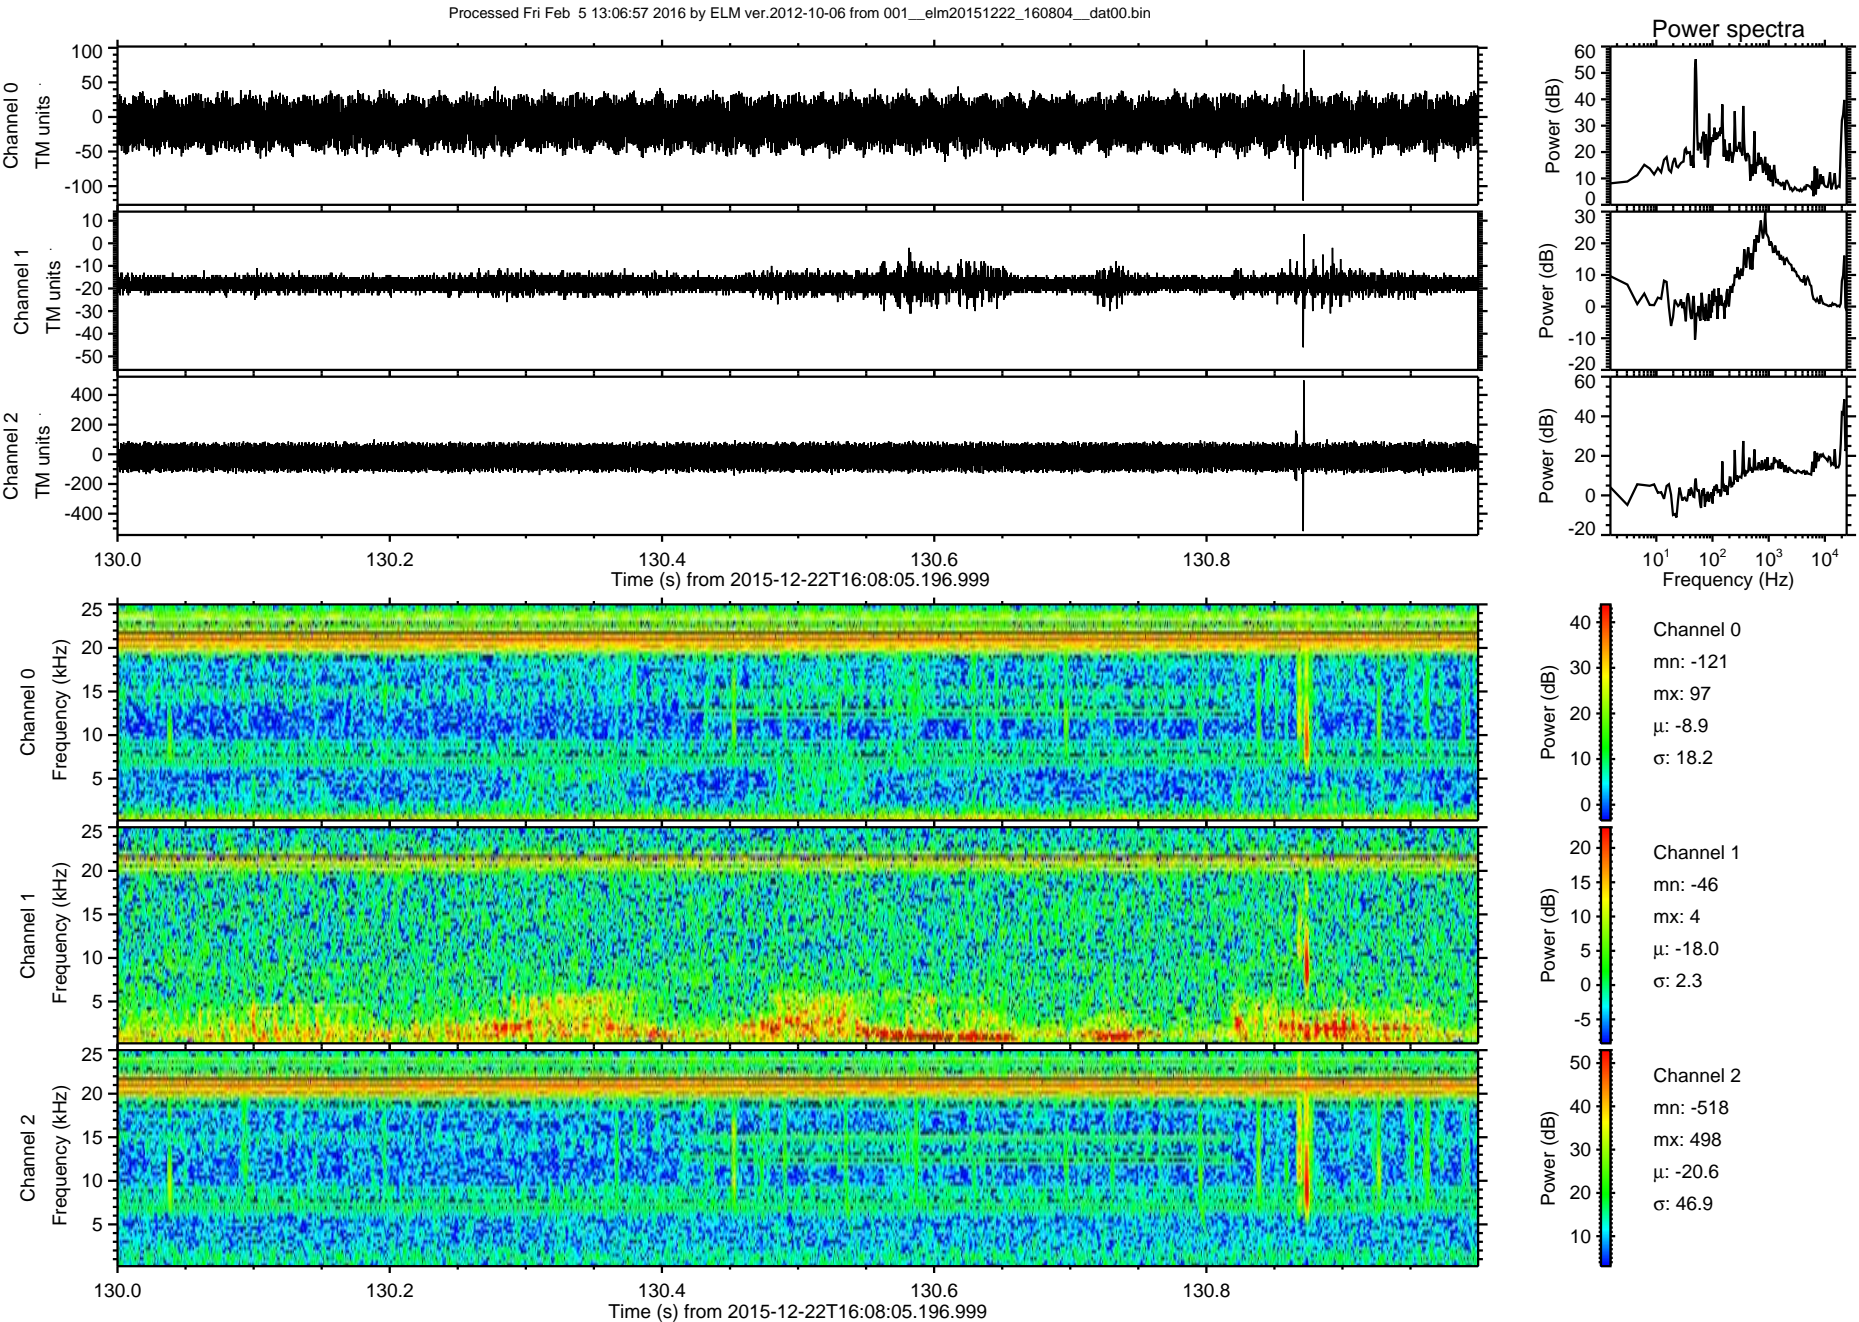 Processed Fri Feb  5 13:06:57 2016 by ELM ver.2012-10-06 from 001__elm20151222_160804__dat00.bin
Power spectra
Channel 0
TM units
100
50
0
-50
-100
Power (dB)
60
50
40
30
20
10
0
Channel 1
TM units
10
0
-10
-20
-30
-40
-50
Power (dB)
30
20
10
0
-10
-20
Channel 2
TM units
400
200
0
-200
-400
Power (dB)
60
40
20
0
-20
130.0 130.2 130.4 130.6 130.8
Time (s) from 2015-12-22T16:08:05.196.999
10^1 10^2 10^3 10^4
Frequency (Hz)
Channel 0
Frequency (kHz)
25
20
15
10
5
Power (dB)
40
30
20
10
0
Channel 0
mn: -121
mx: 97
μ: -8.9
σ: 18.2
Channel 1
Frequency (kHz)
25
20
15
10
5
Power (dB)
20
15
10
5
0
-5
Channel 1
mn: -46
mx: 4
μ: -18.0
σ: 2.3
Channel 2
Frequency (kHz)
25
20
15
10
5
Power (dB)
50
40
30
20
10
Channel 2
mn: -518
mx: 498
μ: -20.6
σ: 46.9
130.0 130.2 130.4 130.6 130.8
Time (s) from 2015-12-22T16:08:05.196.999